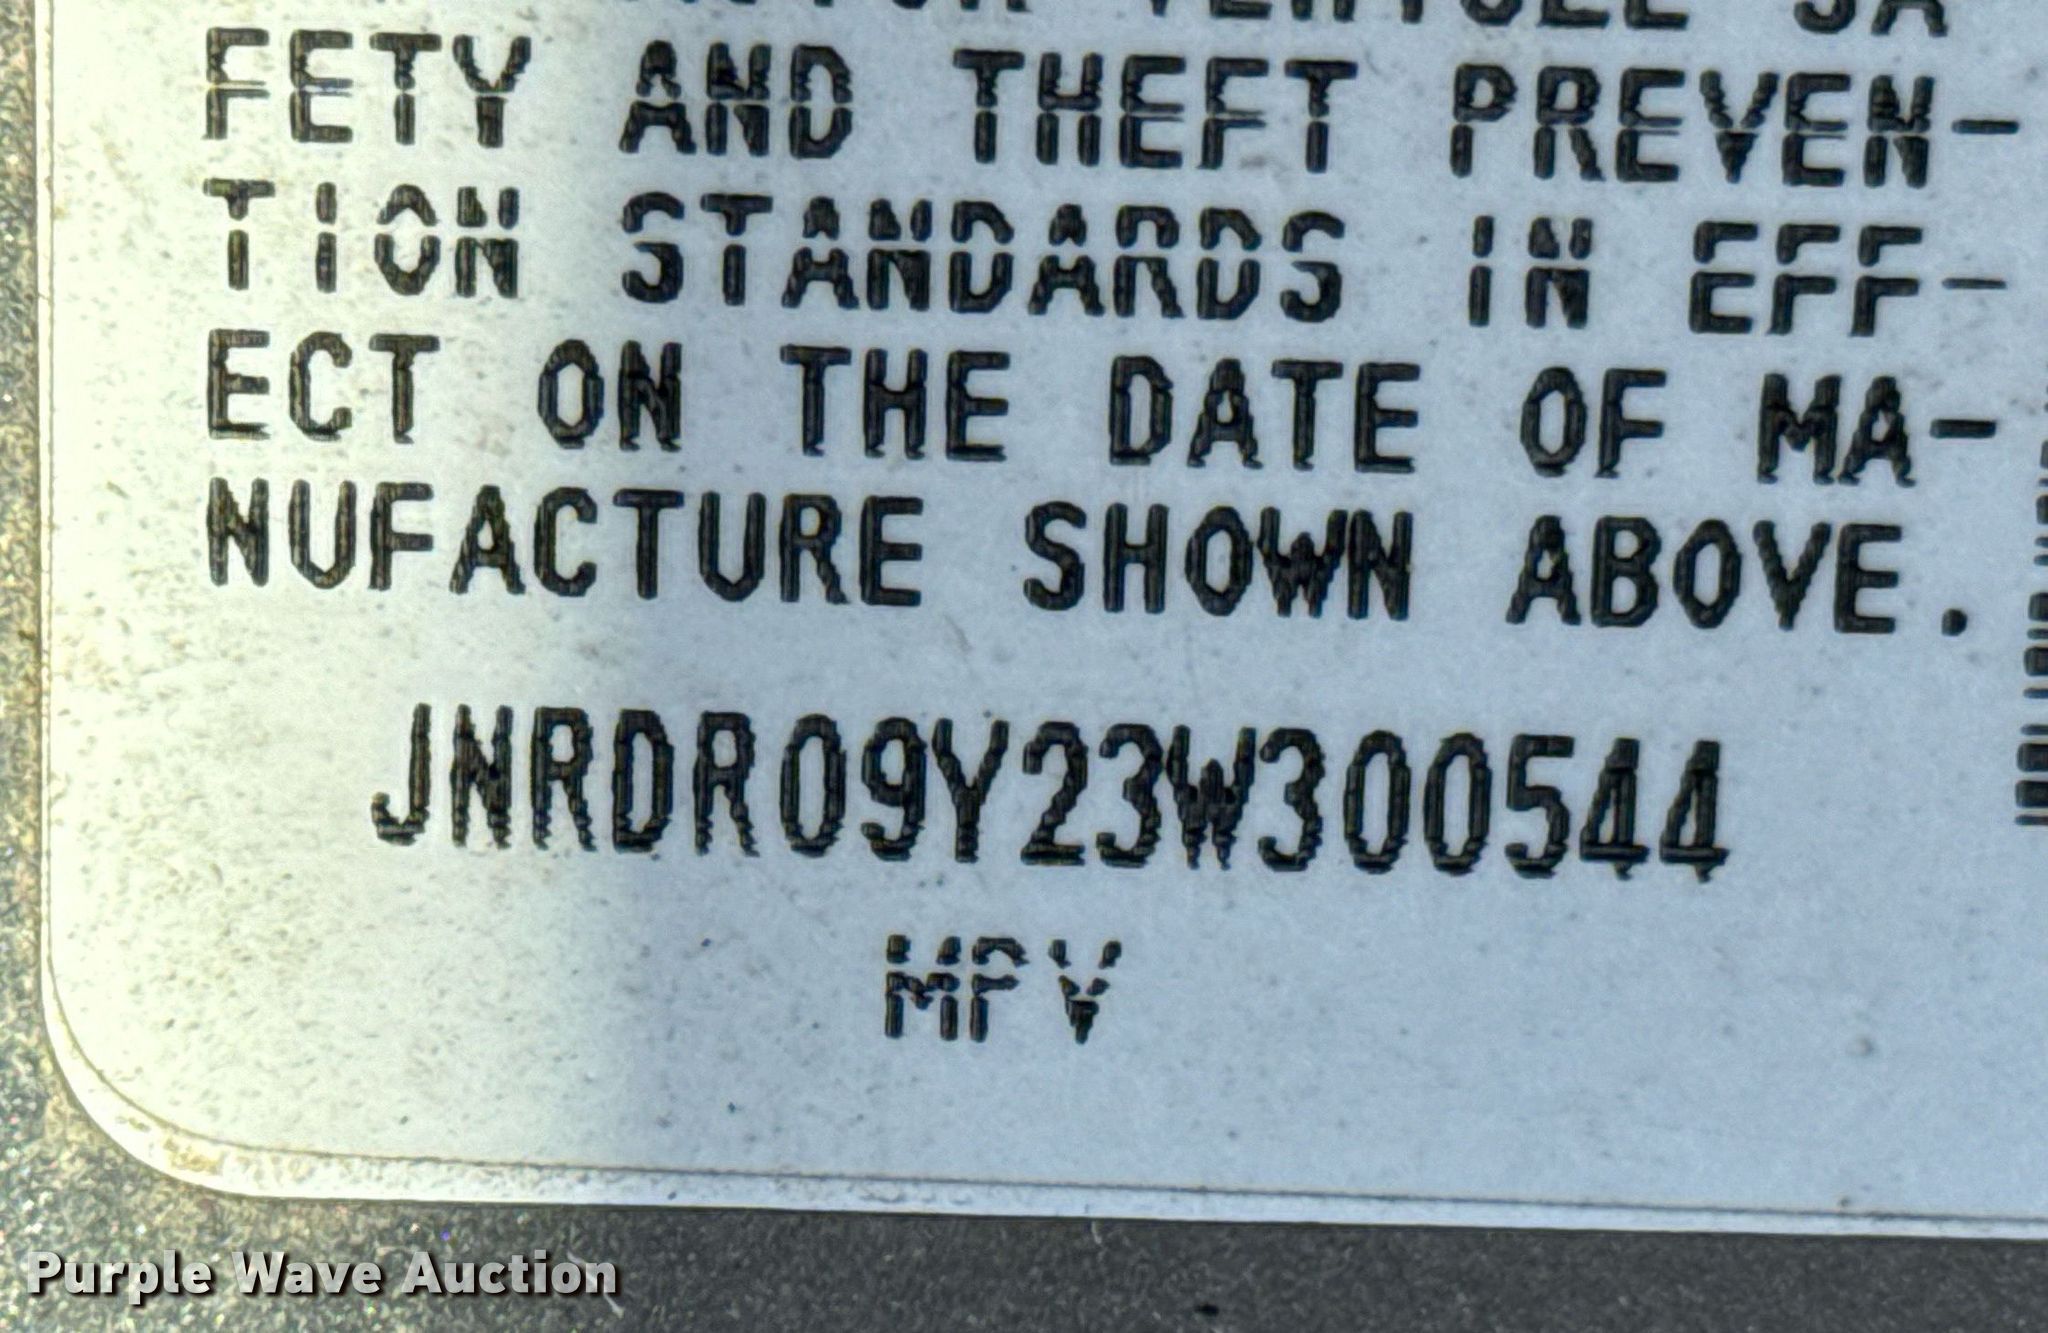 FETY AND THEFT PREVEN-
TION STANDARDS IN EFF-
ECT ON THE DATE OF MA-
NUFACTURE SHOWN ABOVE.
JNRDR09Y23W300544
MPV
Purple Wave Auction